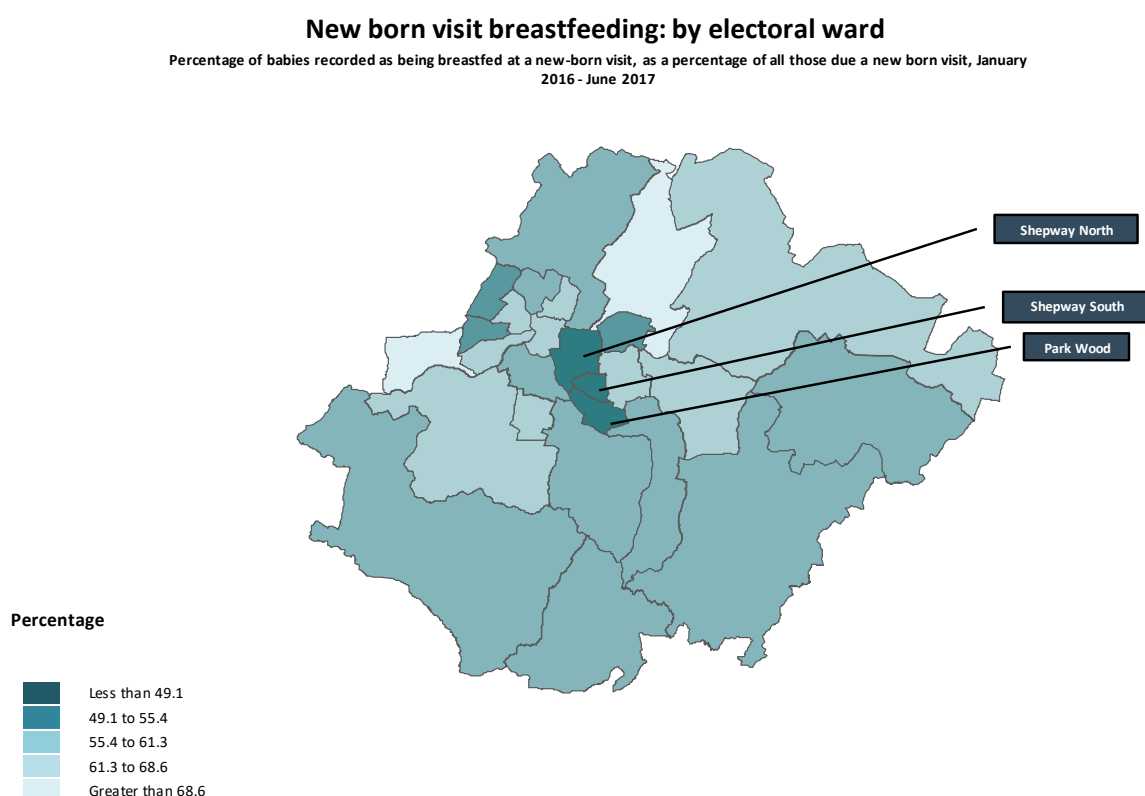 New born visit breastfeeding: by electoral ward
Percentage of babies recorded as being breastfed at a new-born visit, as a percentage of all those due a new born visit, January
2016 - June 2017
Shepway North
Shepway South
Park Wood
Percentage
Less than 49.1
49.1 to 55.4
55.4 to 61.3
61.3 to 68.6
Greater than 68.6